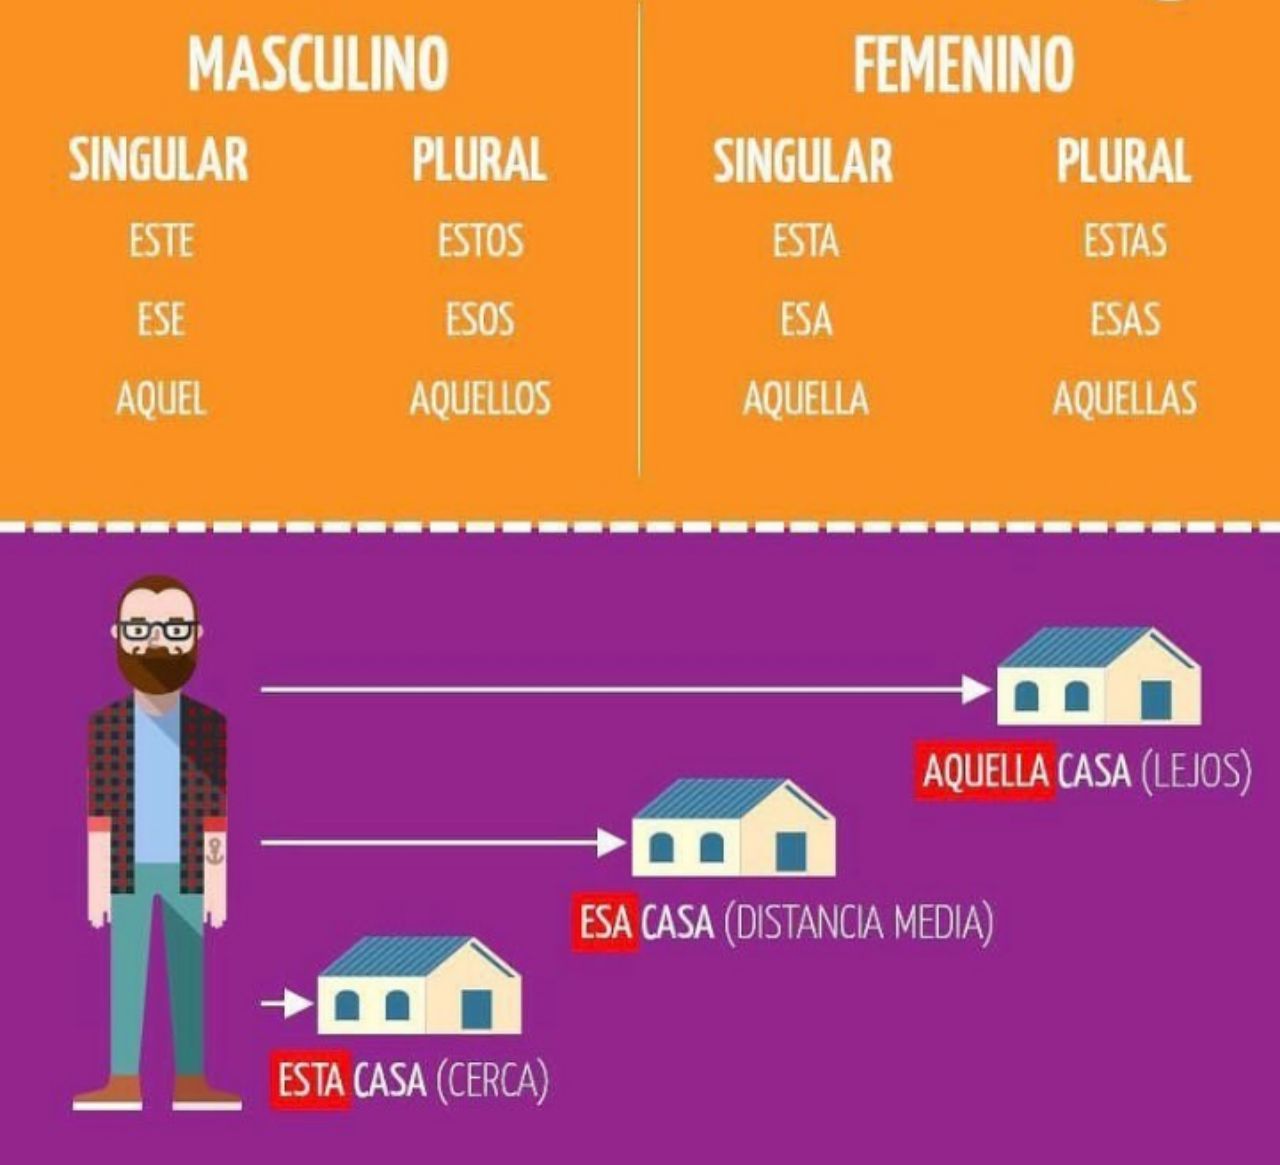 MASCULINO
FEMENINO
SINGULAR PLURAL SINGULAR PLURAL
ESTE ESTOS ESTA ESTAS
ESE ESOS ESA ESAS
AQUEL AQUELLOS AQUELLA AQUELLAS
AQUELLA CASA (LEJOS)
ESA CASA (DISTANCIA MEDIA)
ESTA CASA (CERCA)